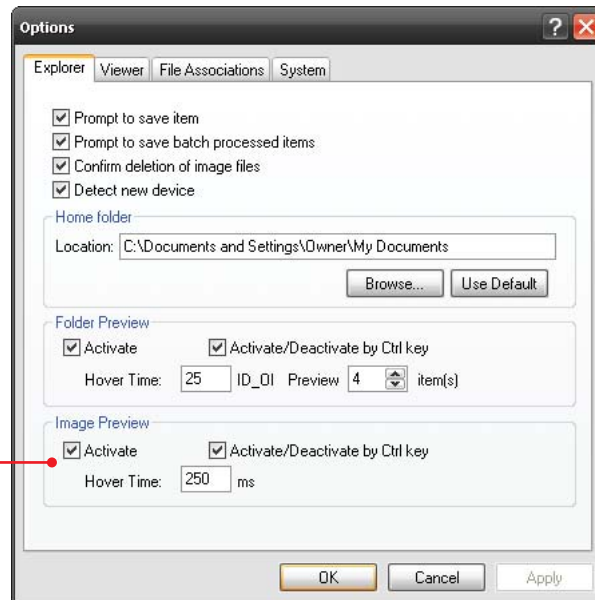 Options
Explorer Viewer File Associations System
Prompt to save item
Prompt to save batch processed items
Confirm deletion of image files
Detect new device
Home folder
Location: C:\Documents and Settings\Owner\My Documents
Browse... Use Default
Folder Preview
Activate Activate/Deactivate by Ctrl key
Hover Time: 25 ID_OI Preview 4 item(s)
Image Preview
Activate Activate/Deactivate by Ctrl key
Hover Time: 250 ms
OK Cancel Apply